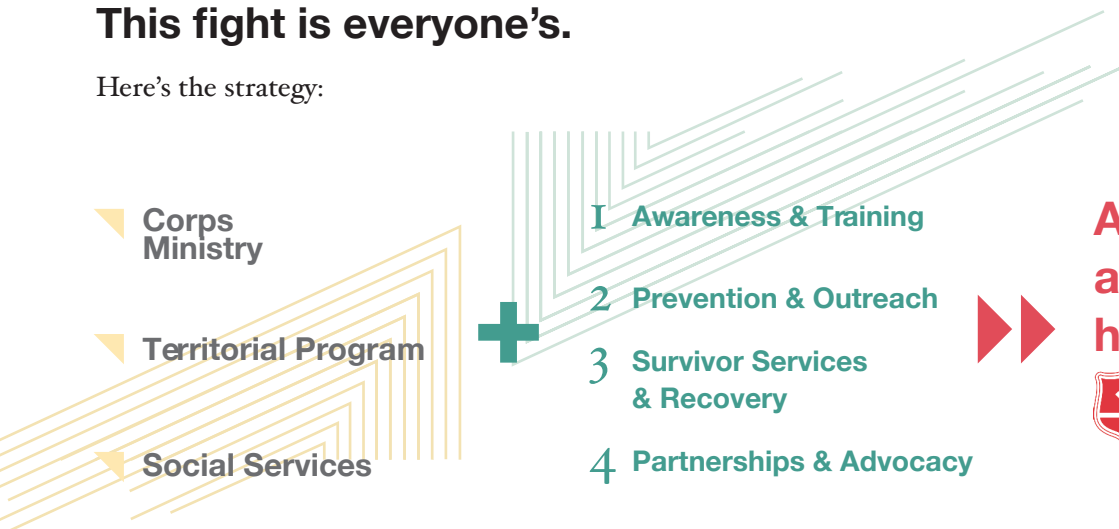 This fight is everyone’s.
Here’s the strategy:
Corps
Ministry
Territorial Program
Social Services
1 Awareness & Training
2 Prevention & Outreach
3 Survivor Services
& Recovery
4 Partnerships & Advocacy